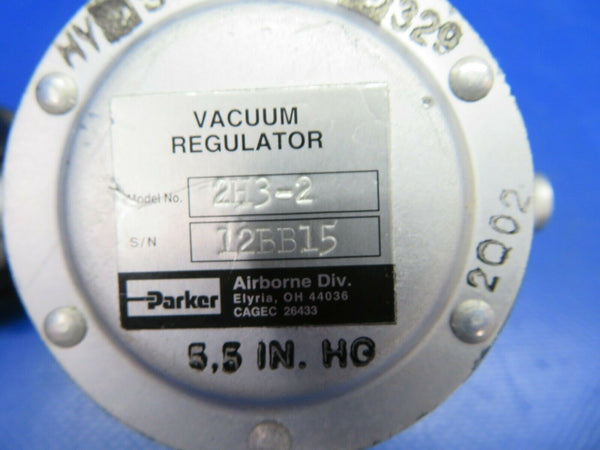 VACUUM
REGULATOR
Model No. 2H3-2
S/N 12BB15
Parker
Airborne Div.
Elyria, OH 44036
CAGEC 26433
5,5 IN. HG
2Q02